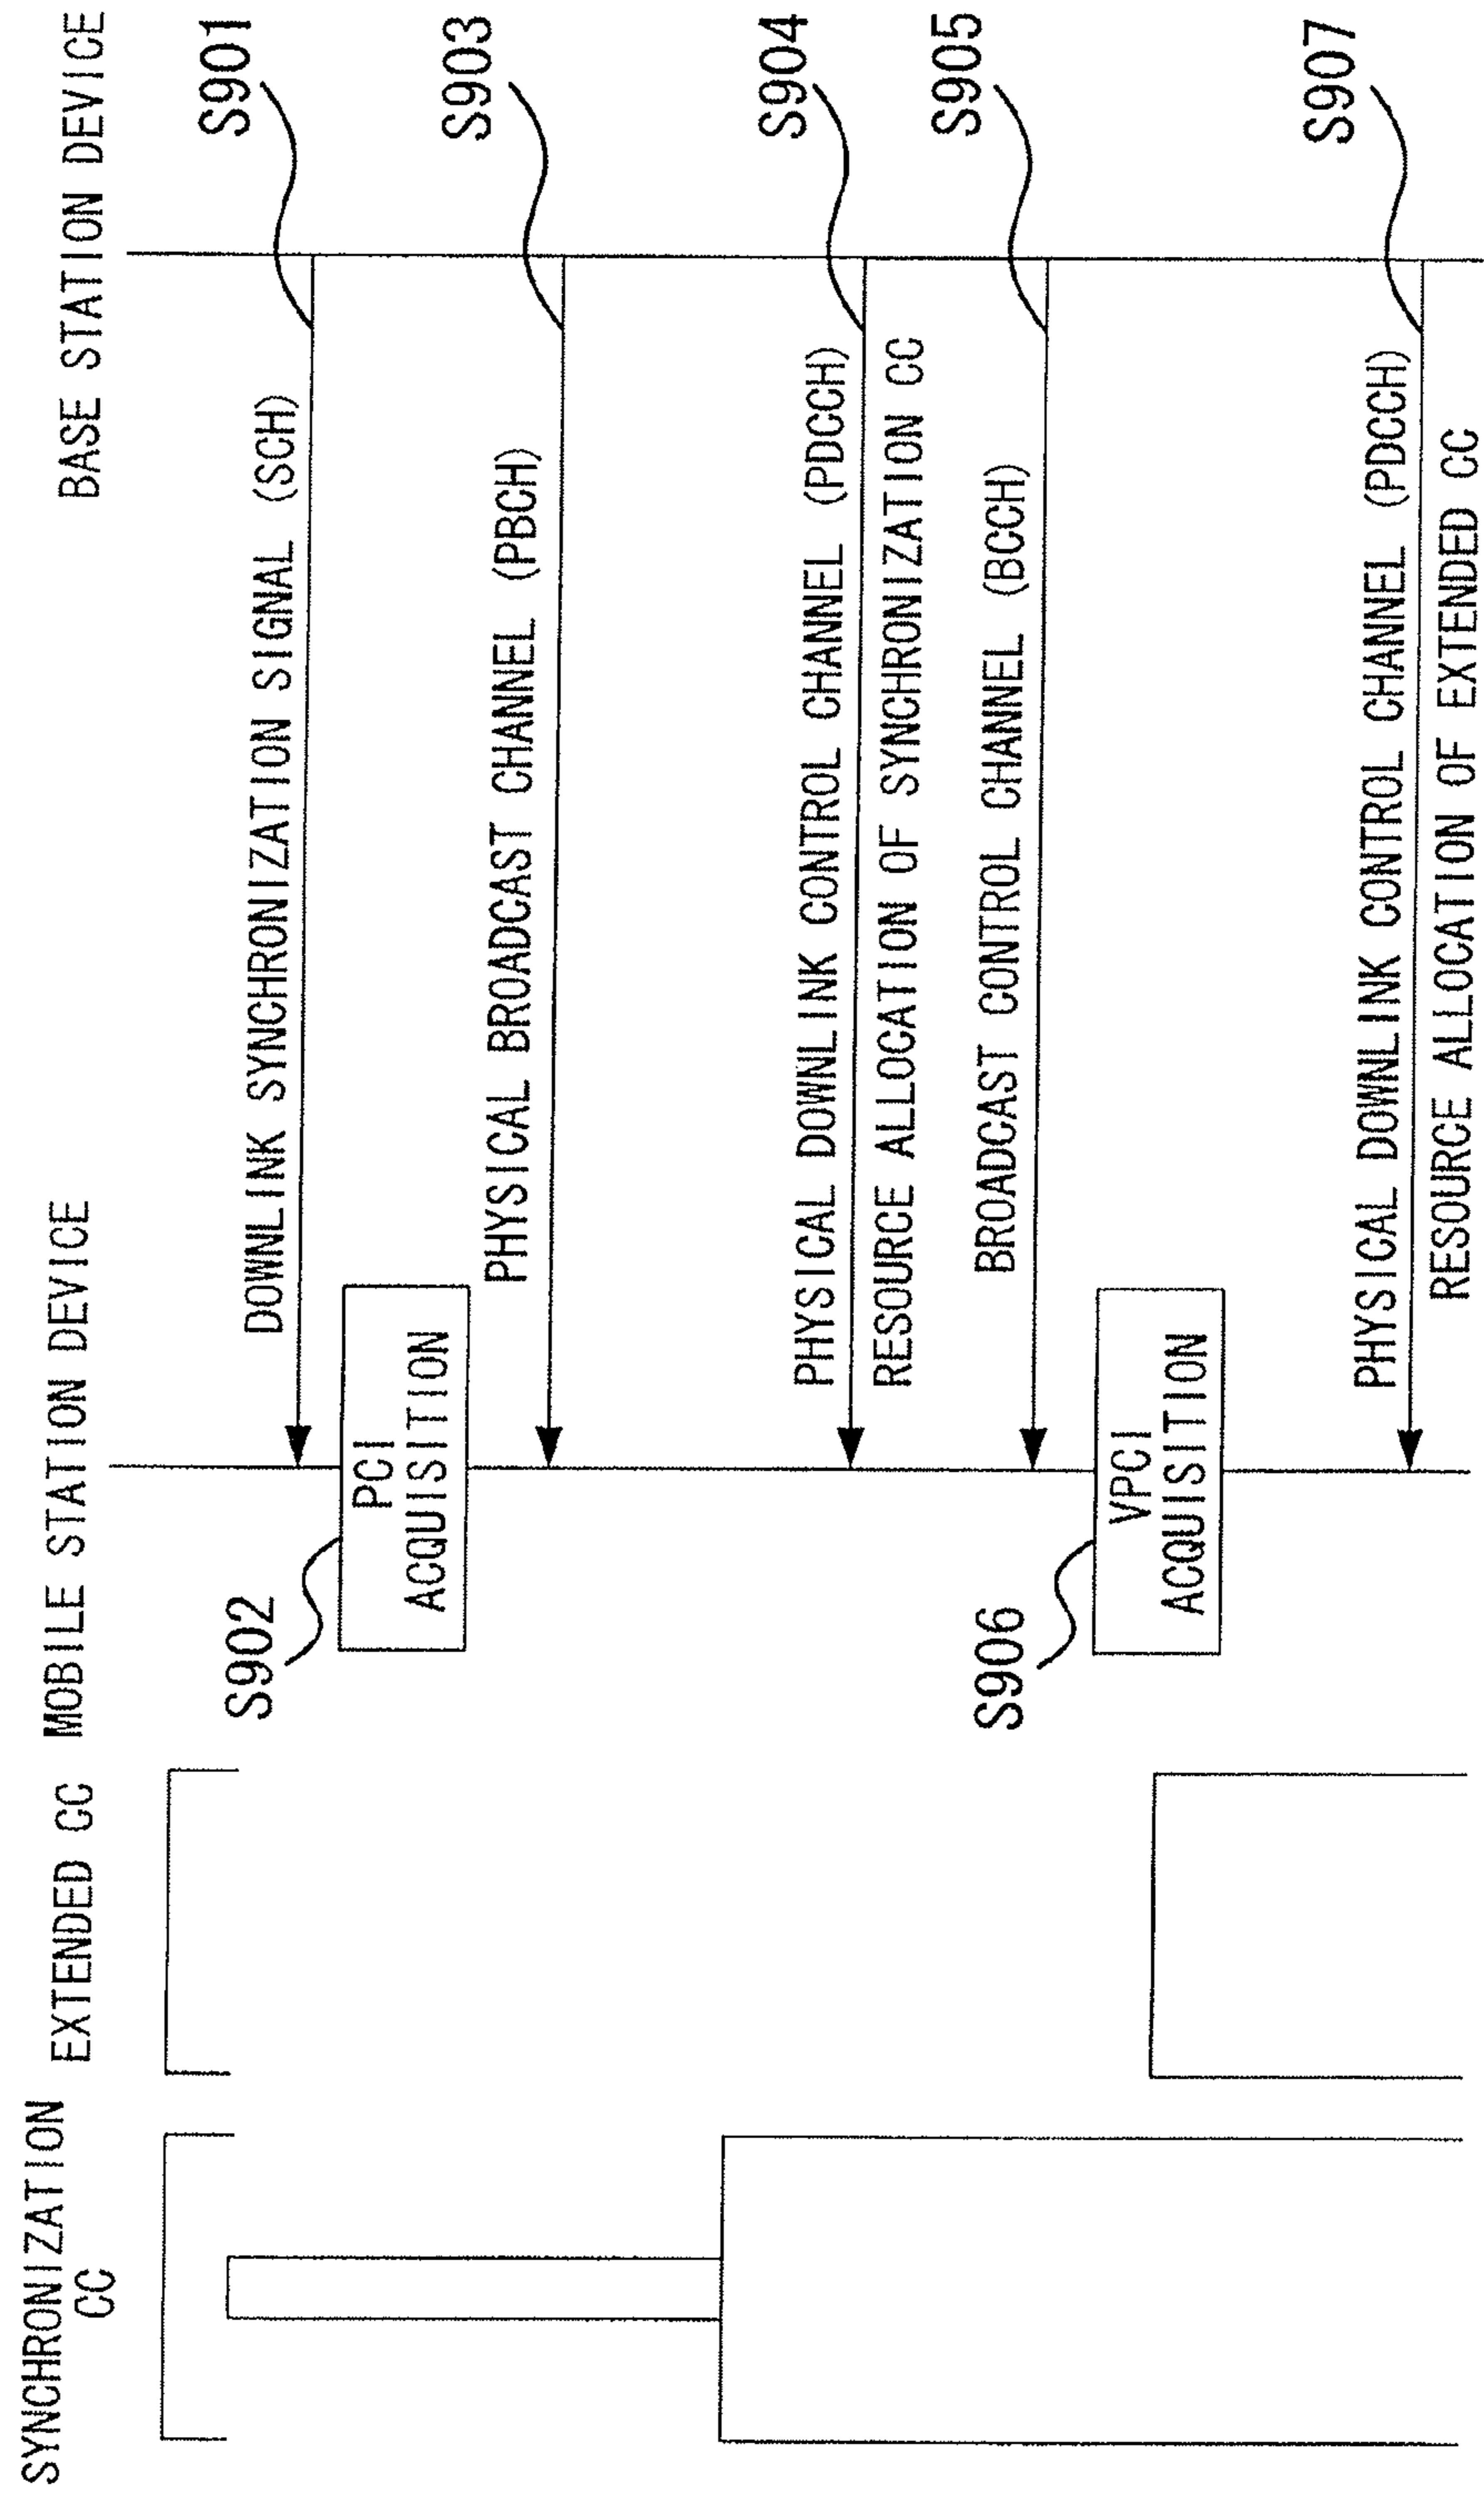 SYNCHRONIZATION
CC
EXTENDED CC
MOBILE STATION DEVICE
BASE STATION DEVICE
S901
DOWNLINK SYNCHRONIZATION SIGNAL (SCH)
S902
PCI
ACQUISITION
S903
PHYSICAL BROADCAST CHANNEL (PBCH)
S904
PHYSICAL DOWNLINK CONTROL CHANNEL (PDCCH)
RESOURCE ALLOCATION OF SYNCHRONIZATION CC
S905
BROADCAST CONTROL CHANNEL (BCCH)
S906
VPCI
ACQUISITION
S907
PHYSICAL DOWNLINK CONTROL CHANNEL (PDCCH)
RESOURCE ALLOCATION OF EXTENDED CC